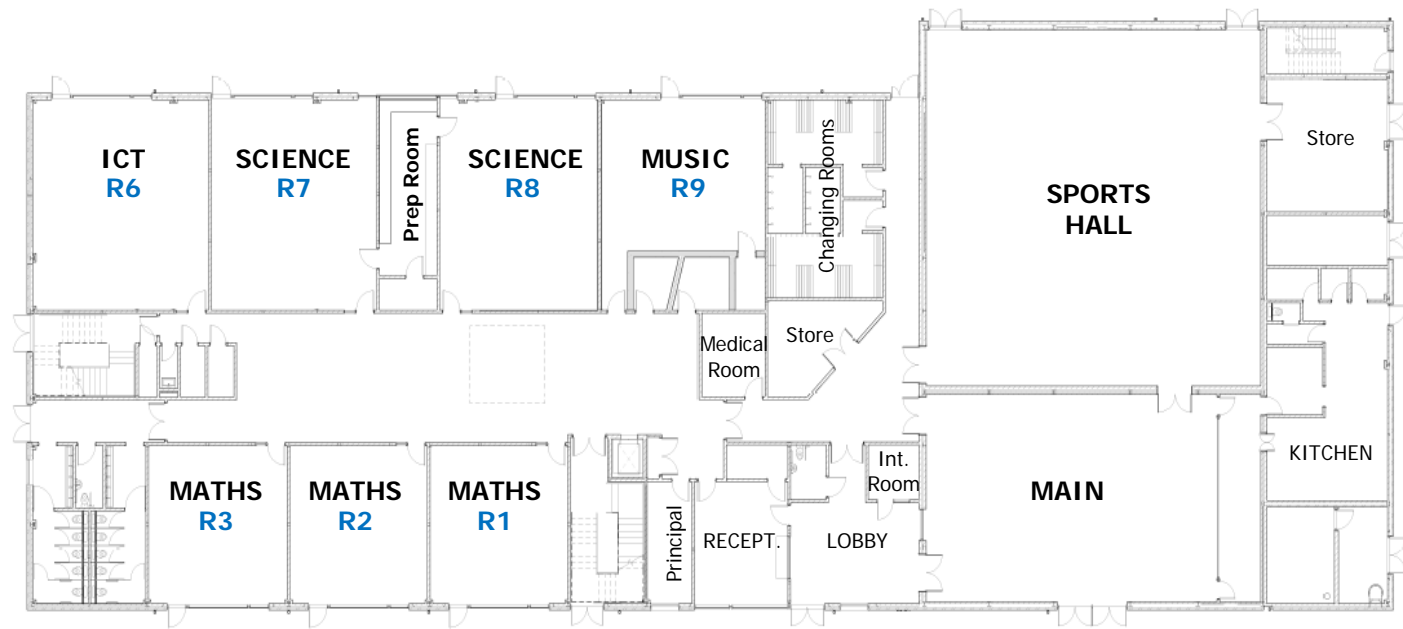 ICT
R6
SCIENCE
R7
Prep Room
SCIENCE
R8
MUSIC
R9
Changing Rooms
SPORTS
HALL
Store
Medical
Room
Store
MATHS
R3
MATHS
R2
MATHS
R1
Principal
RECEPT.
LOBBY
Int.
Room
MAIN
KITCHEN